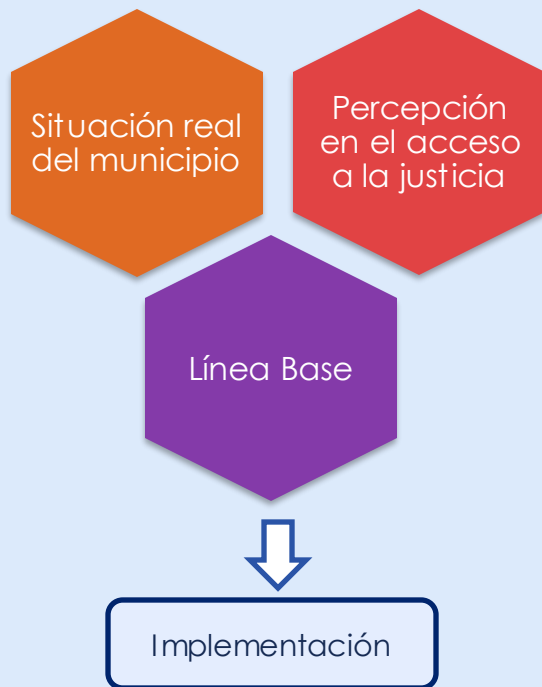 Situación real
del municipio
Percepción
en el acceso
a la justicia
Línea Base
Implementación